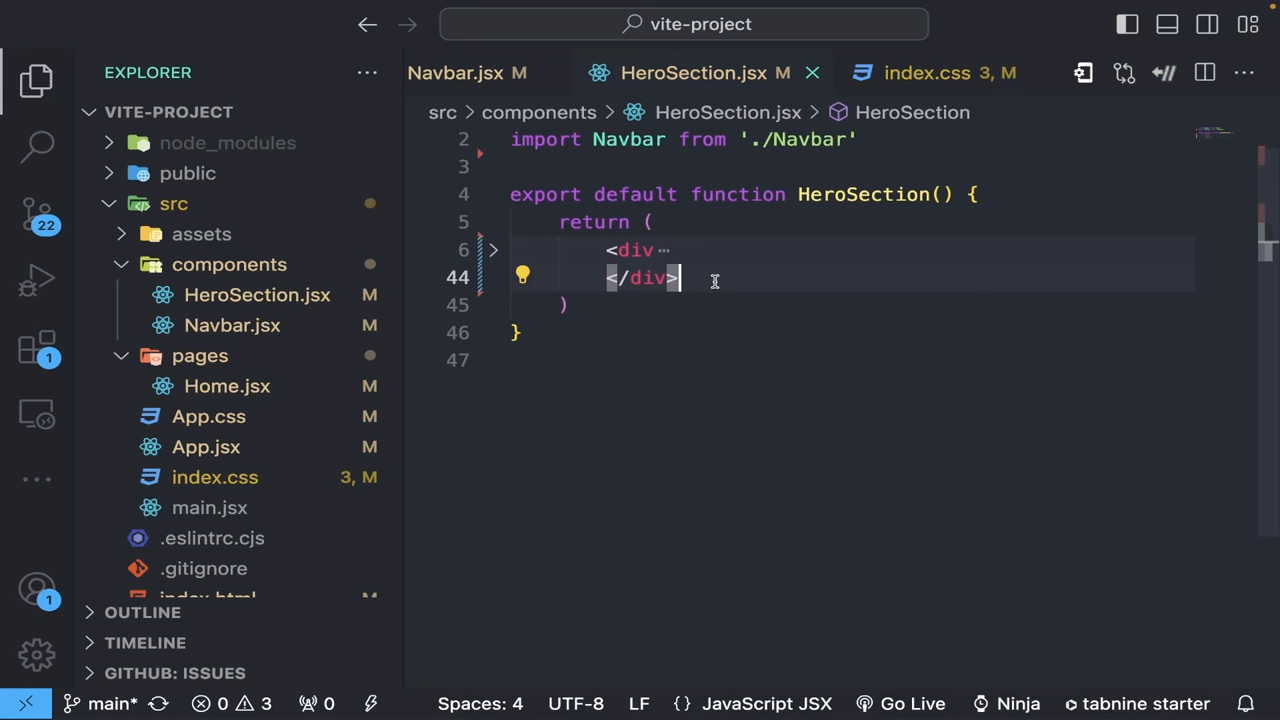 vite-project
EXPLORER
Navbar.jsx M
HeroSection.jsx M
index.css 3, M
VITE-PROJECT
src > components > HeroSection.jsx > HeroSection
node_modules
public
src
assets
components
HeroSection.jsx M
Navbar.jsx M
pages
Home.jsx M
App.css M
App.jsx M
index.css 3, M
main.jsx
.eslintrc.cjs
.gitignore
index.html M
OUTLINE
TIMELINE
GITHUB: ISSUES
22
1
1
2 import Navbar from './Navbar'
3
4 export default function HeroSection() {
5 return (
6 <div ⋯
44 </div>
45 )
46 }
47
main* 0 3 0 Spaces: 4 UTF-8 LF {} JavaScript JSX Go Live Ninja tabnine starter